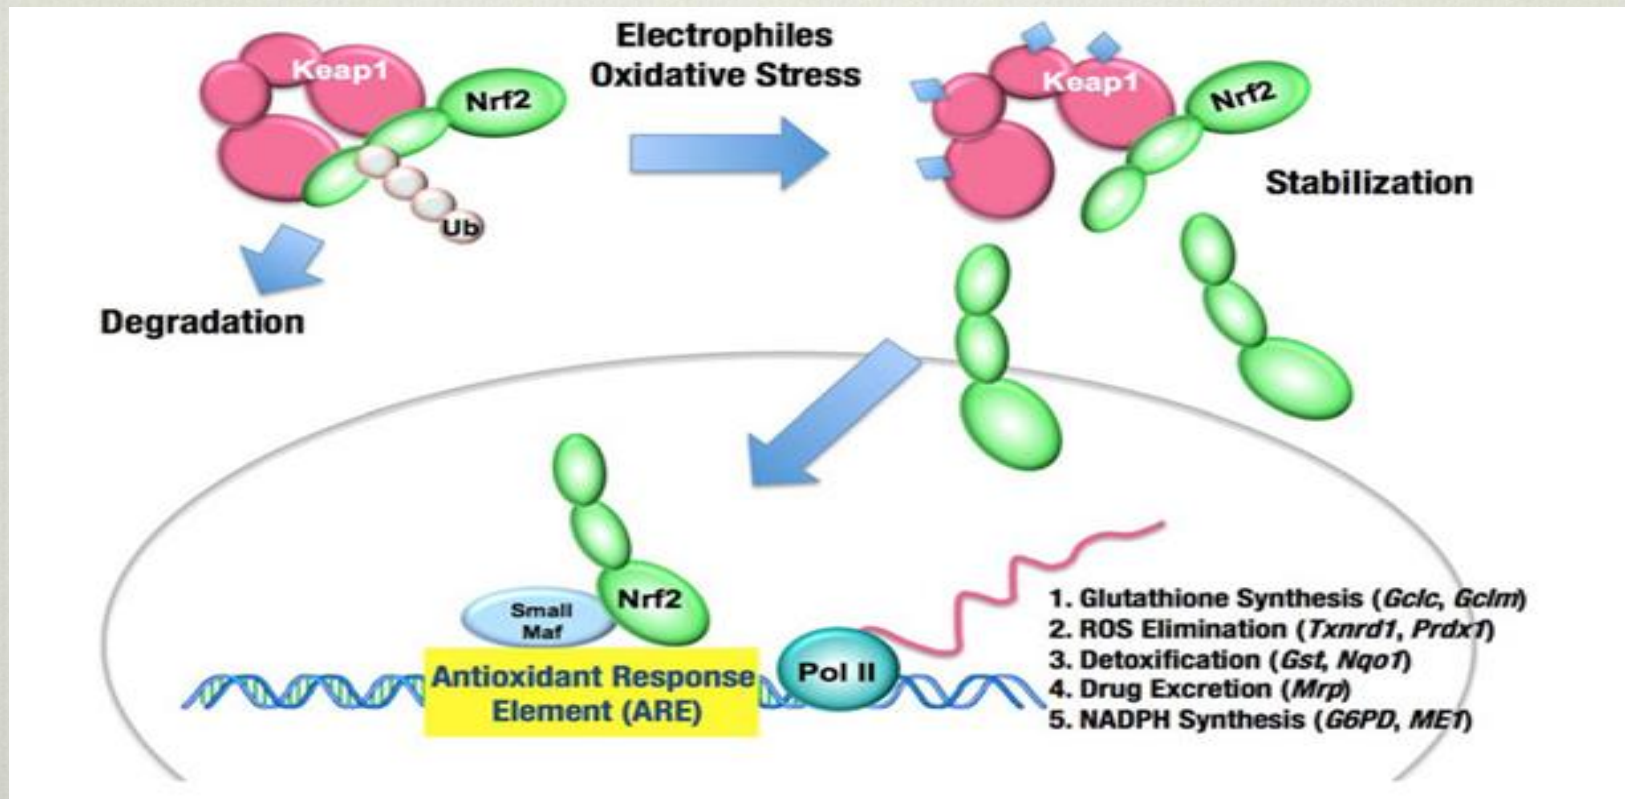 Keap1
Nrf2
Ub
Degradation
Electrophiles
Oxidative Stress
Keap1
Nrf2
Stabilization
Small
Maf
Nrf2
Antioxidant Response
Element (ARE)
Pol II
1. Glutathione Synthesis (Gclc, Gclm)
2. ROS Elimination (Txnrd1, Prdx1)
3. Detoxification (Gst, Nqo1)
4. Drug Excretion (Mrp)
5. NADPH Synthesis (G6PD, ME1)